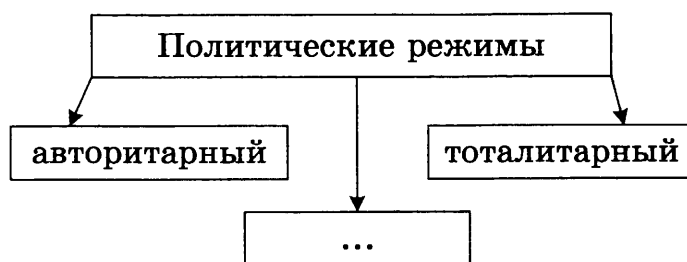 Политические режимы
авторитарный
тоталитарный
...